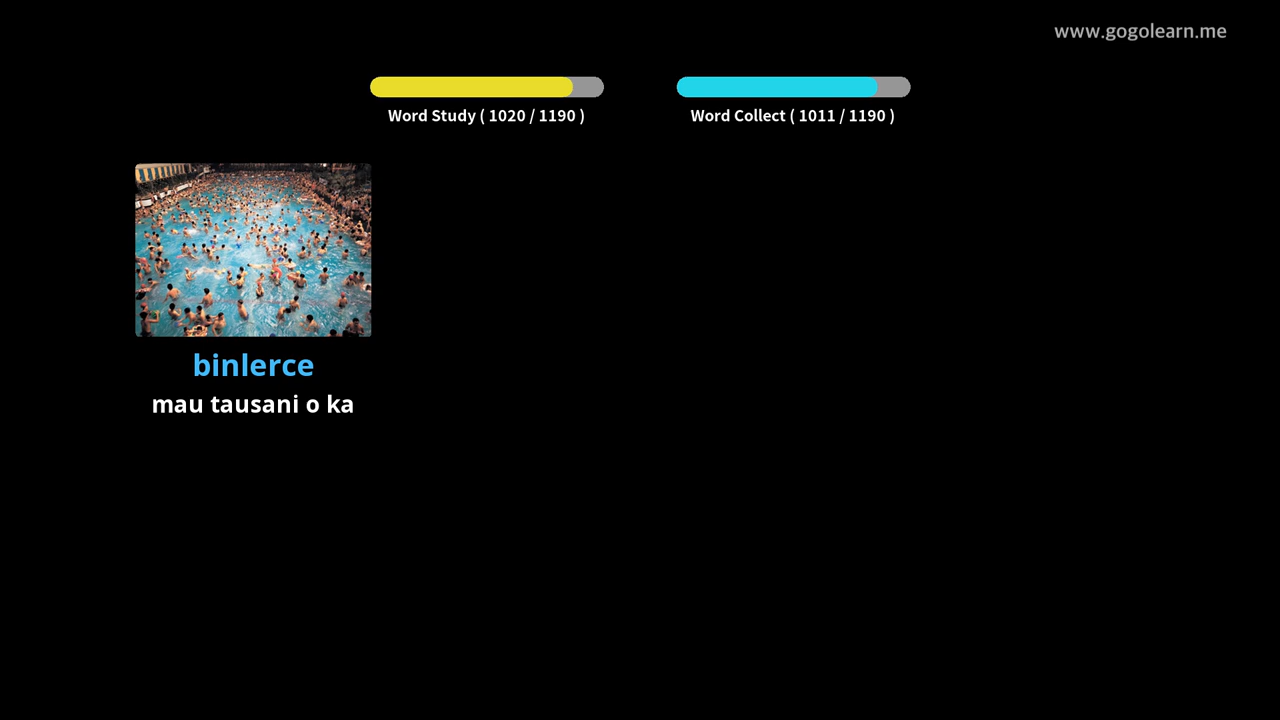 www.gogolearn.me
Word Study ( 1020 / 1190 )
Word Collect ( 1011 / 1190 )
binlerce
mau tausani o ka